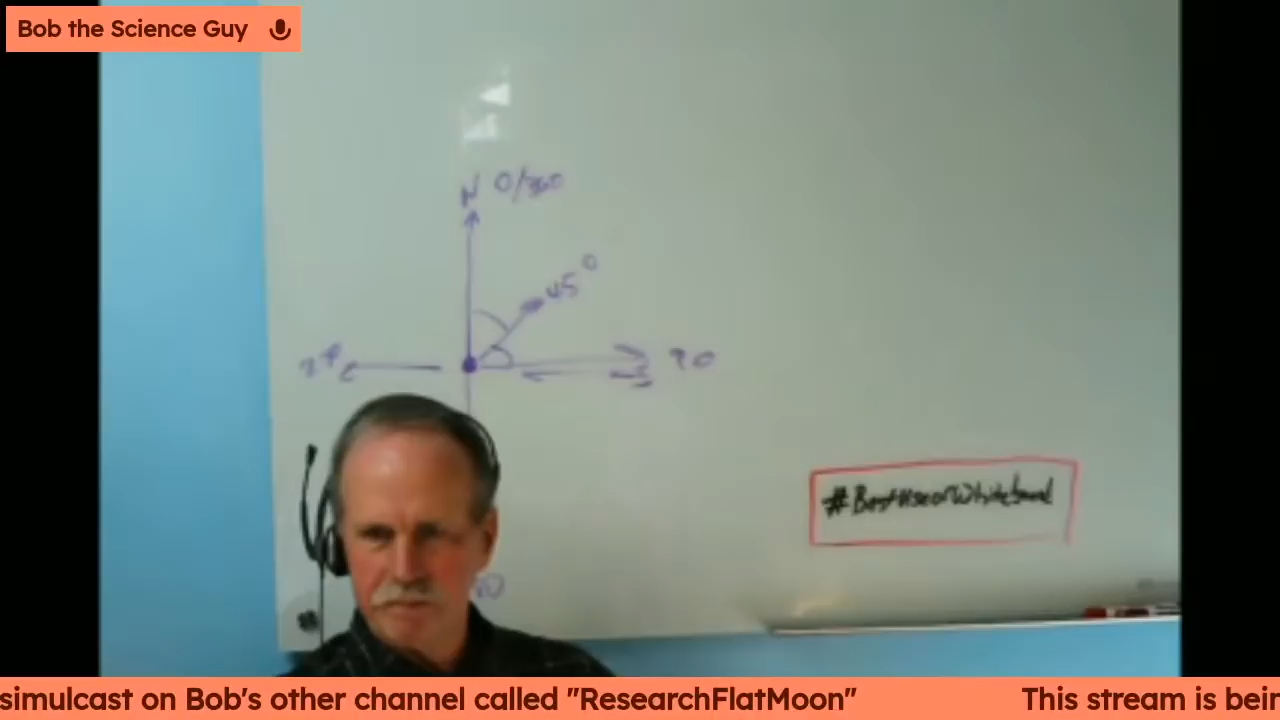 Bob the Science Guy
N 0/360
45°
90
#BestUseofWhiteboard
simulcast on Bob's other channel called "ResearchFlatMoon"
This stream is bein